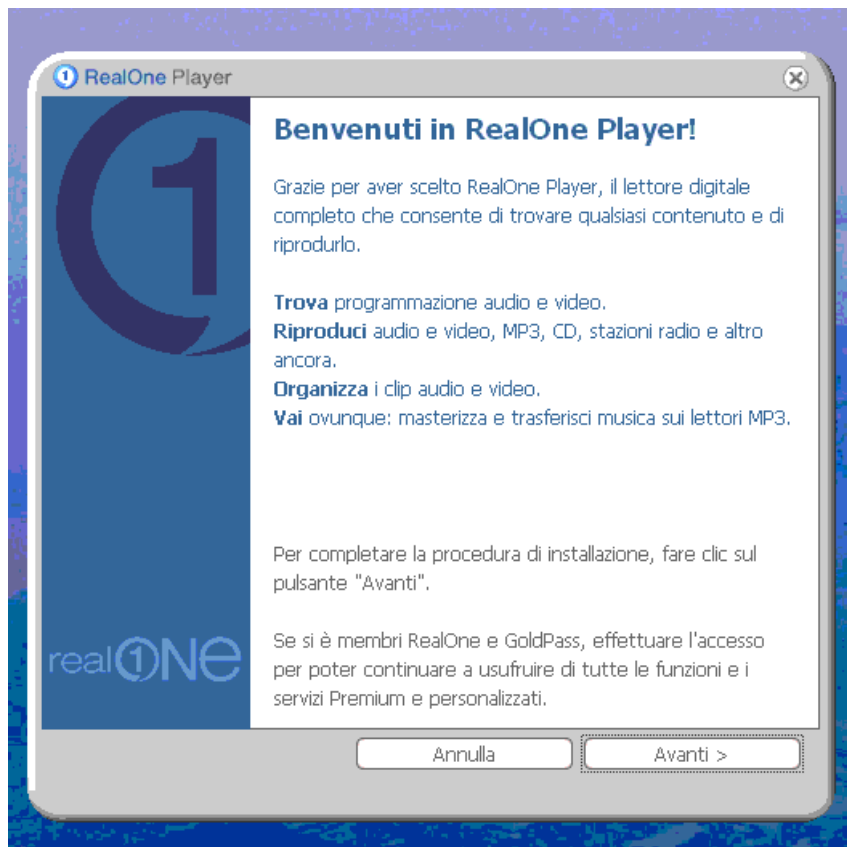 1 RealOne Player
1
Benvenuti in RealOne Player!
Grazie per aver scelto RealOne Player, il lettore digitale
completo che consente di trovare qualsiasi contenuto e di
riprodurlo.
Trova programmazione audio e video.
Riproduci audio e video, MP3, CD, stazioni radio e altro
ancora.
Organizza i clip audio e video.
Vai ovunque: masterizza e trasferisci musica sui lettori MP3.
Per completare la procedura di installazione, fare clic sul
pulsante "Avanti".
Se si è membri RealOne e GoldPass, effettuare l'accesso
per poter continuare a usufruire di tutte le funzioni e i
servizi Premium e personalizzati.
real1One
Annulla
Avanti >